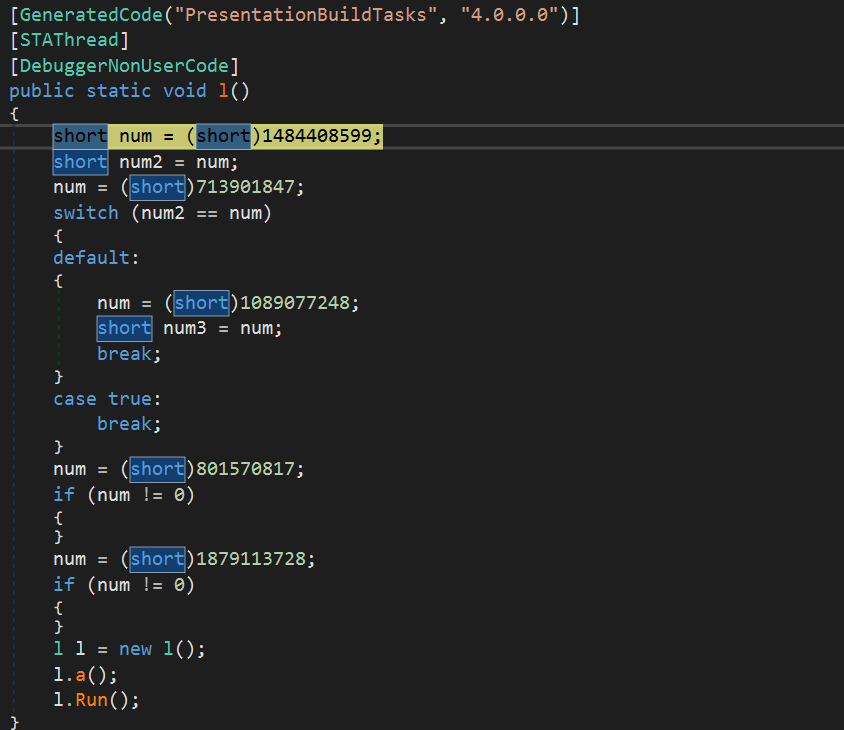 [GeneratedCode("PresentationBuildTasks", "4.0.0.0")]
[STAThread]
[DebuggerNonUserCode]
public static void l()
{
    short num = (short)1484408599;
    short num2 = num;
    num = (short)713901847;
    switch (num2 == num)
    {
    default:
    {
        num = (short)1089077248;
        short num3 = num;
        break;
    }
    case true:
        break;
    }
    num = (short)801570817;
    if (num != 0)
    {
    }
    num = (short)1879113728;
    if (num != 0)
    {
    }
    l l = new l();
    l.a();
    l.Run();
}